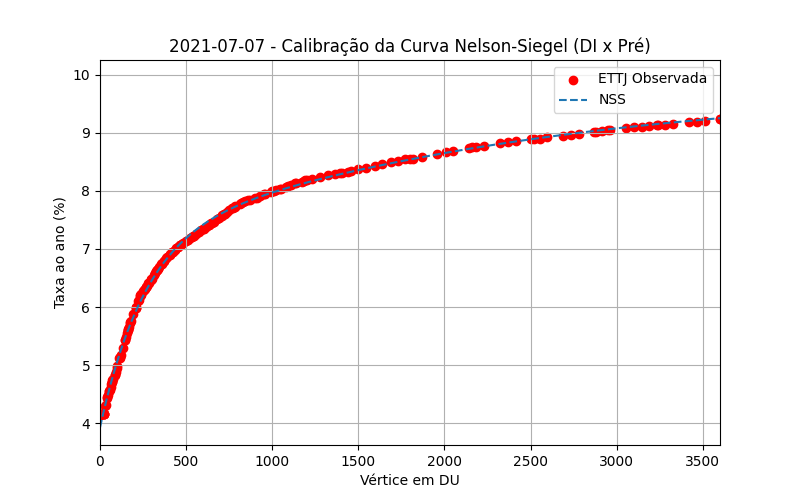 2021-07-07 - Calibração da Curva Nelson-Siegel (DI x Pré)
ETTJ Observada
NSS
Taxa ao ano (%)
10
9
8
7
6
5
4
0 500 1000 1500 2000 2500 3000 3500
Vértice em DU